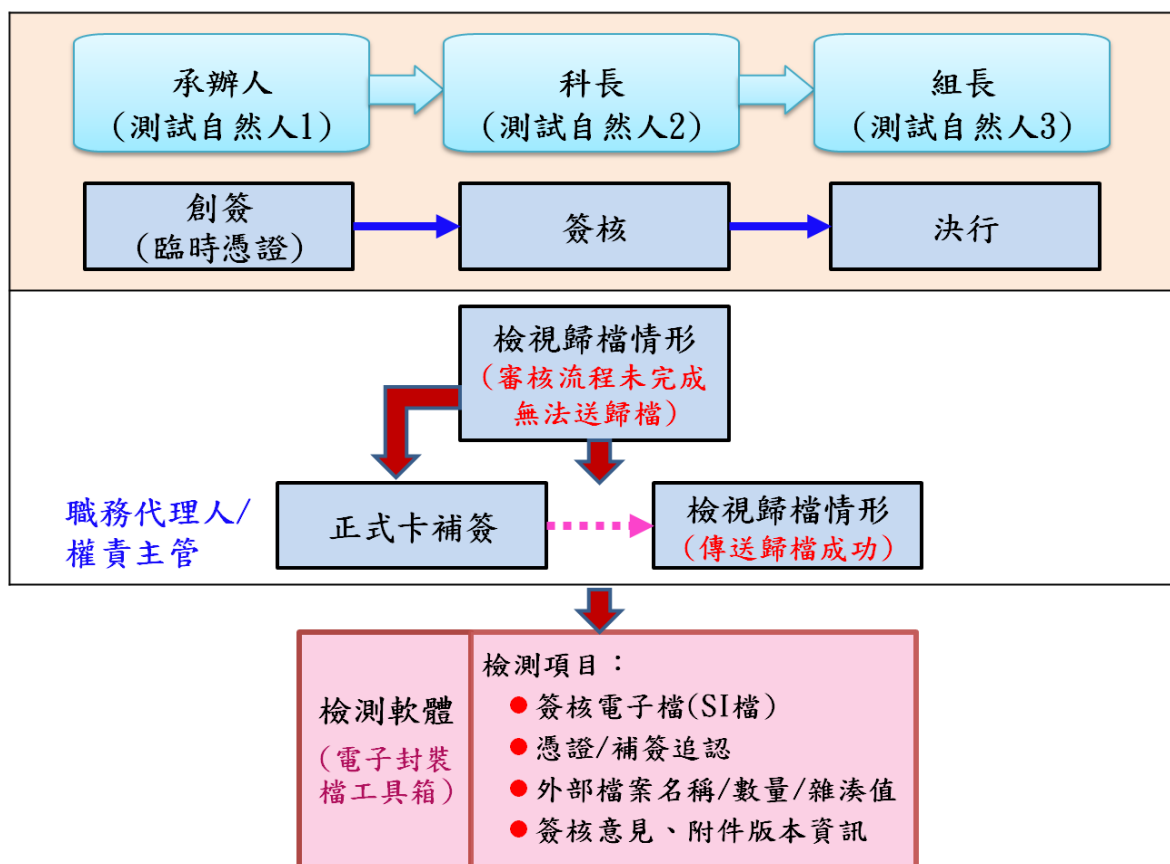 承辦人
(測試自然人1)
科長
(測試自然人2)
組長
(測試自然人3)
創簽
(臨時憑證)
簽核
決行
檢視歸檔情形
(審核流程未完成
無法送歸檔)
職務代理人/
權責主管
正式卡補簽
檢視歸檔情形
(傳送歸檔成功)
檢測軟體
(電子封裝
檔工具箱)
檢測項目：
●簽核電子檔(SI檔)
●憑證/補簽追認
●外部檔案名稱/數量/雜湊值
●簽核意見、附件版本資訊